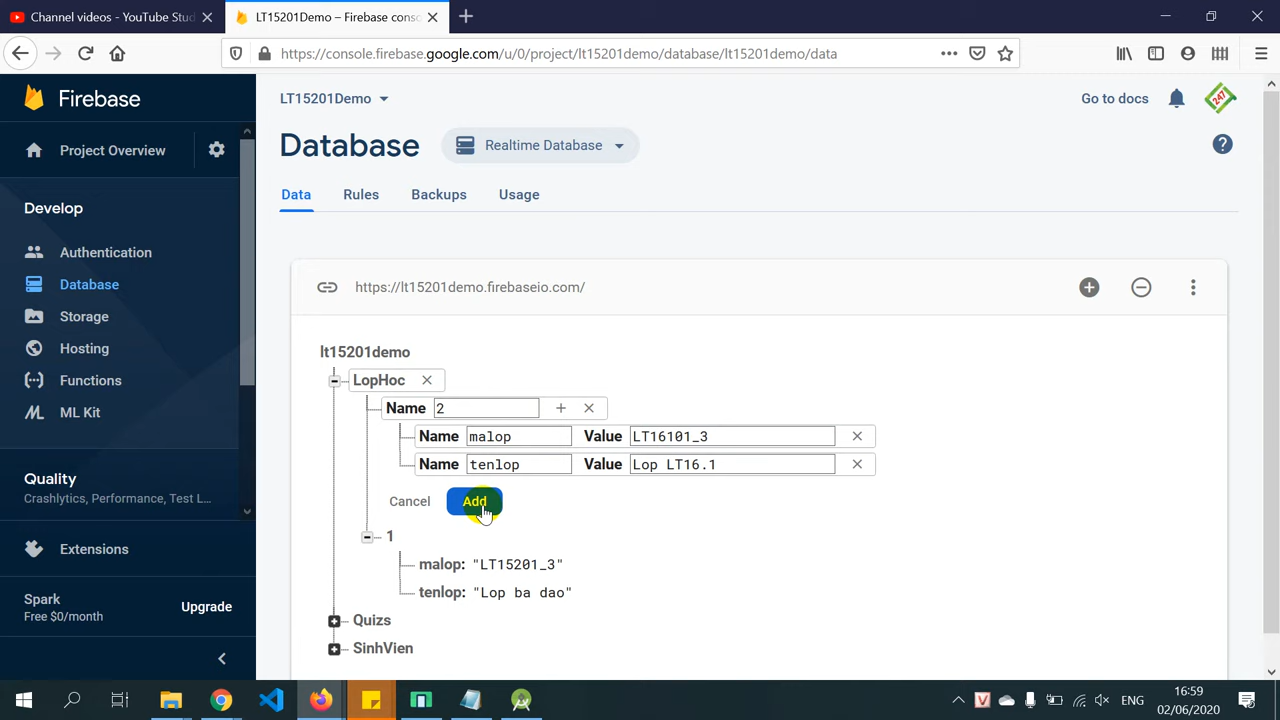 Channel videos - YouTube Stud
LT15201Demo – Firebase conso
https://console.firebase.google.com/u/0/project/lt15201demo/database/lt15201demo/data
Firebase
Project Overview
Develop
Authentication
Database
Storage
Hosting
Functions
ML Kit
Quality
Crashlytics, Performance, Test L...
Extensions
Spark
Free $0/month
Upgrade
LT15201Demo
Go to docs
247
Database
Realtime Database
Data
Rules
Backups
Usage
https://lt15201demo.firebaseio.com/
lt15201demo
LopHoc
Name 2
Name malop Value LT16101_3
Name tenlop Value Lop LT16.1
Cancel
Add
1
malop: "LT15201_3"
tenlop: "Lop ba dao"
Quizs
SinhVien
ENG
16:59
02/06/2020